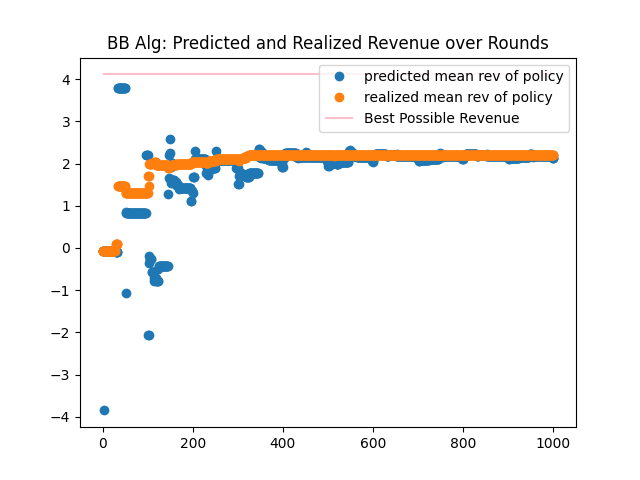 BB Alg: Predicted and Realized Revenue over Rounds
predicted mean rev of policy
realized mean rev of policy
Best Possible Revenue
4
3
2
1
0
−1
−2
−3
−4
0 200 400 600 800 1000